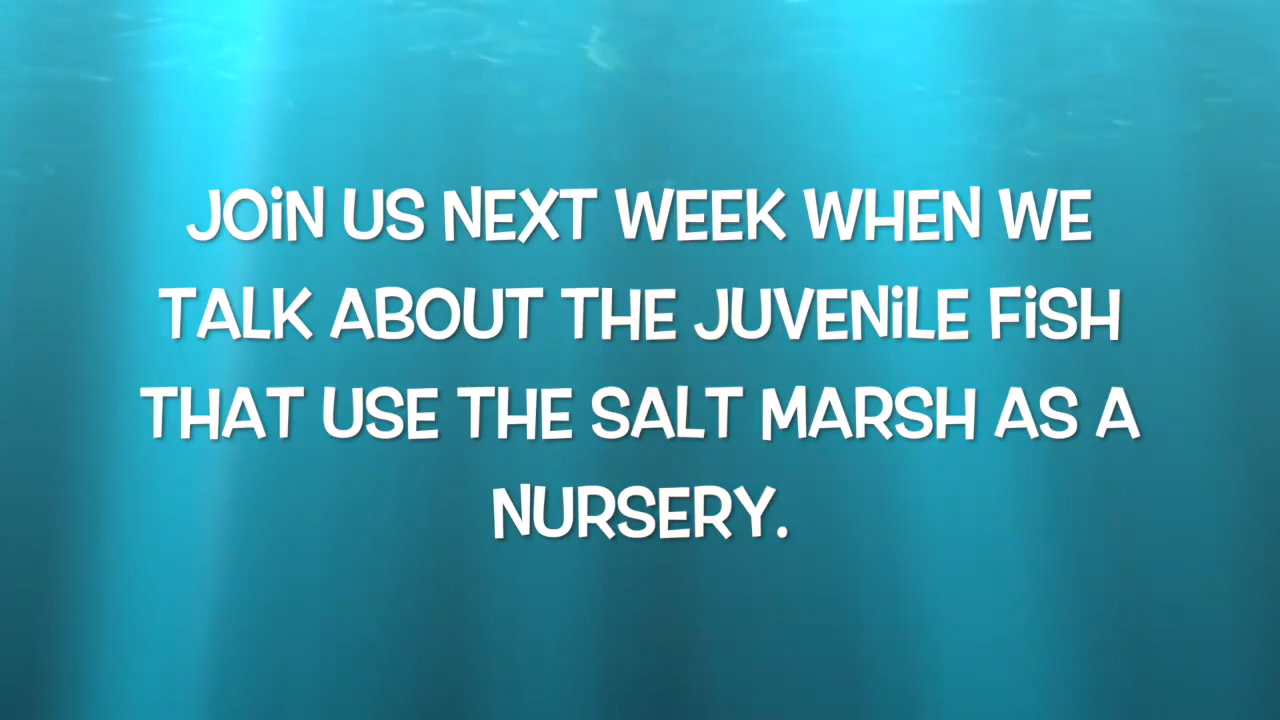 JOiN US NEXT WEEK WHEN WE
TALK ABOUT THE JUVENiLE FiSH
THAT USE THE SALT MARSH AS A
NURSERY.